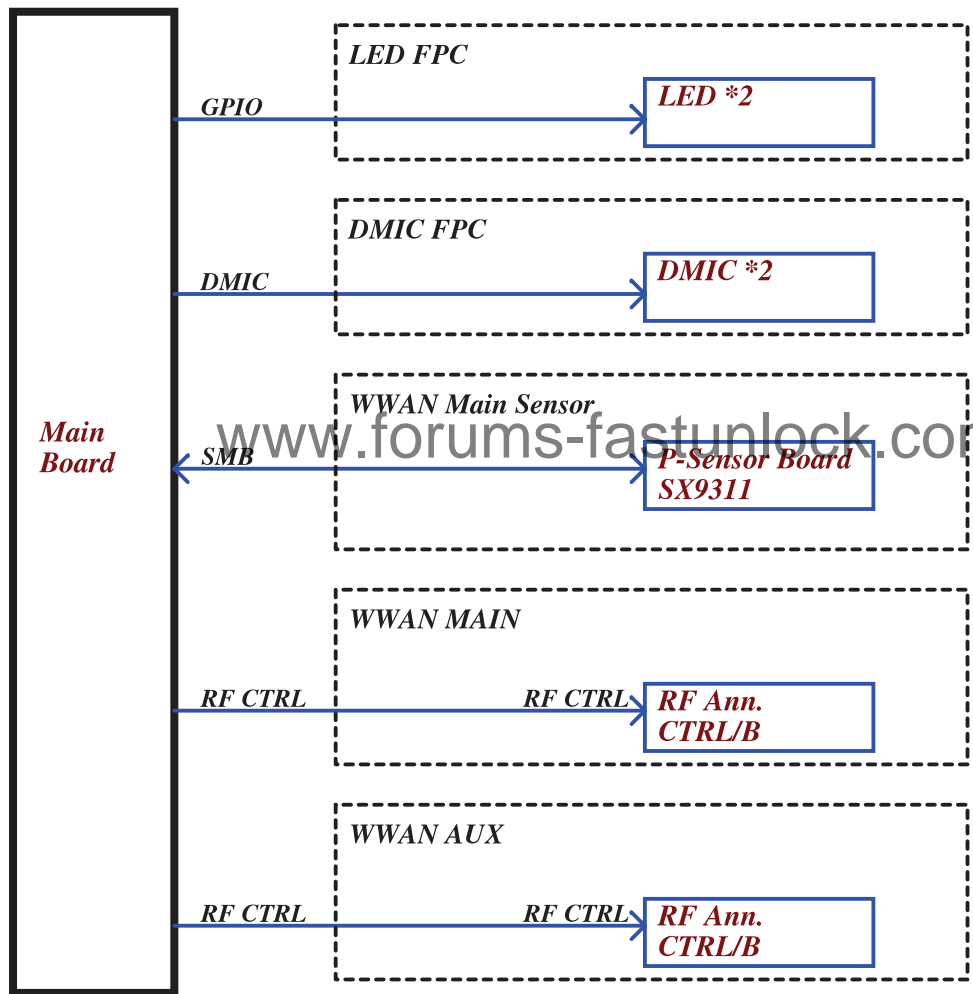 LED FPC
LED *2
GPIO
DMIC FPC
DMIC *2
DMIC
WWAN Main Sensor
Main
Board
www.forums-fastunlock.com
SMB
P-Sensor Board
SX9311
WWAN MAIN
RF CTRL
RF CTRL
RF Ann.
CTRL/B
WWAN AUX
RF CTRL
RF CTRL
RF Ann.
CTRL/B